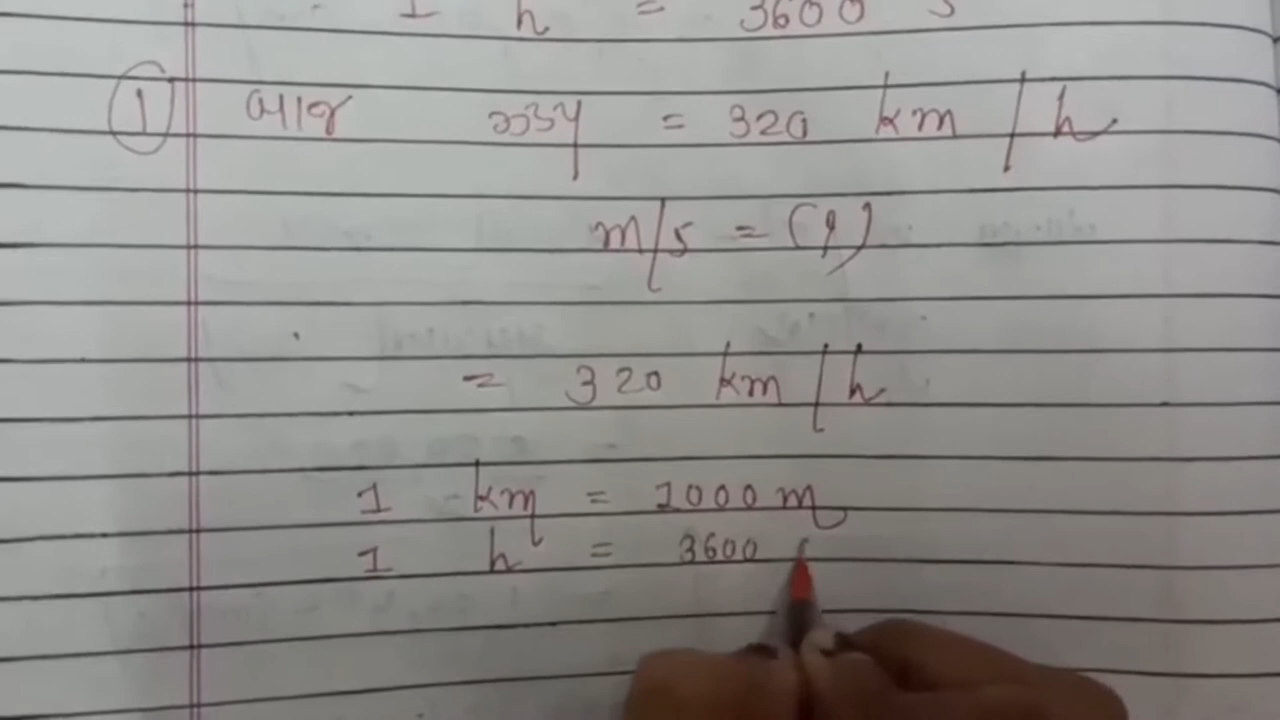 1 h = 3600 s
① = 320 km / h
m/s = (?)
= 320 km / h
1 km = 1000 m
1 h = 3600